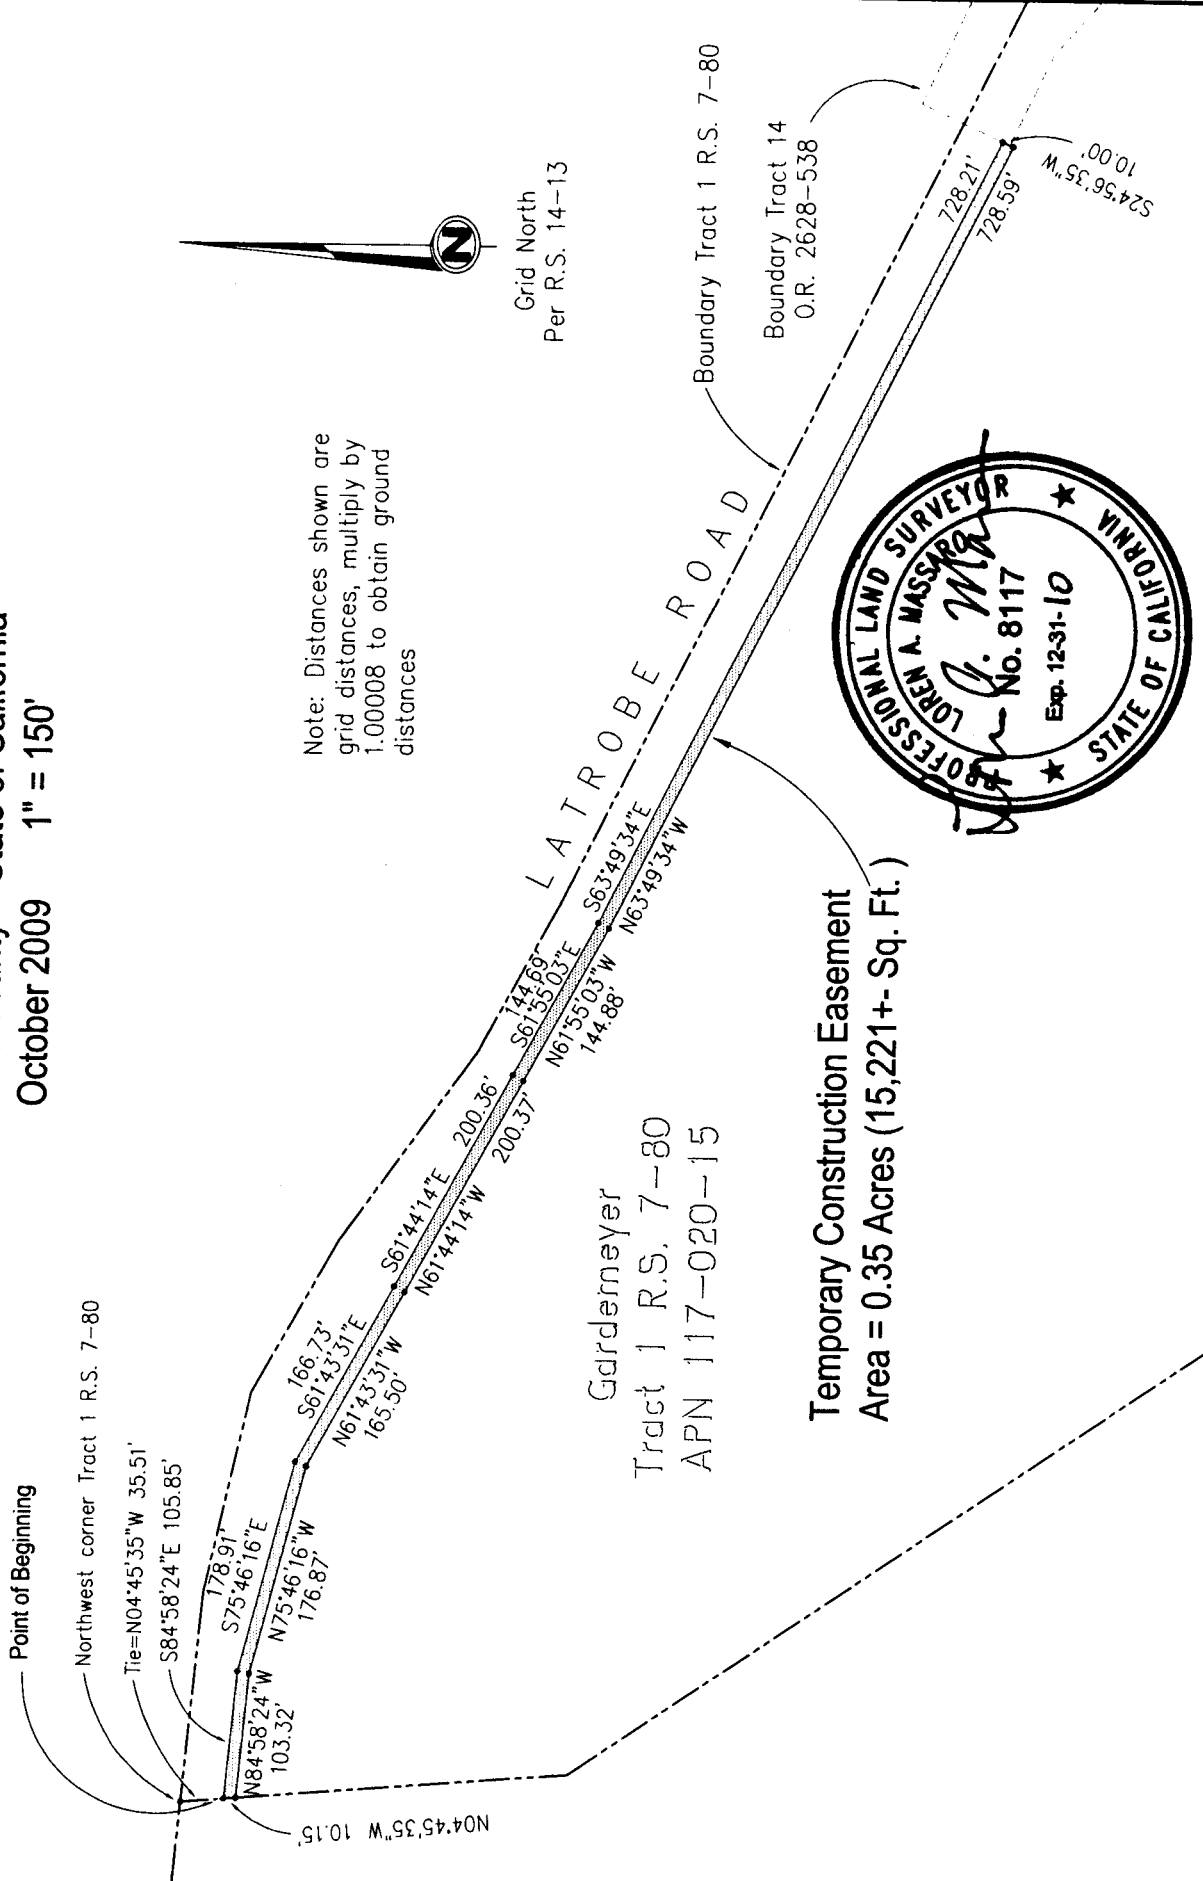 October 2009 1" = 150'
Point of Beginning
Northwest corner Tract 1 R.S. 7-80
Tie=N04°45'35"W 35.51'
S84°58'24"E 105.85'
Note: Distances shown are
grid distances, multiply by
1.00008 to obtain ground
distances
N
Grid North
Per R.S. 14-13
Boundary Tract 1 R.S. 7-80
Boundary Tract 14
O.R. 2628-538
LATROBE ROAD
178.91'
S75°46'16"E
166.73'
S61°43'31"E
S61°44'14"E
200.36'
144.69'
S61°55'03"E
S63°49'34"E
728.21'
N04°45'35"W 10.15'
N84°58'24"W
103.32'
N75°46'16"W
176.87'
N61°43'31"W
165.50'
N61°44'14"W
200.37'
N61°55'03"W
144.88'
N63°49'34"W
728.59'
S24°56'35"W
10.00'
Gardemeyer
Tract 1 R.S. 7-80
APN 117-020-15
Temporary Construction Easement
Area = 0.35 Acres (15,221+- Sq. Ft. )
PROFESSIONAL LAND SURVEYOR
LOREN A. MASSARO
No. 8117
Exp. 12-31-10
STATE OF CALIFORNIA